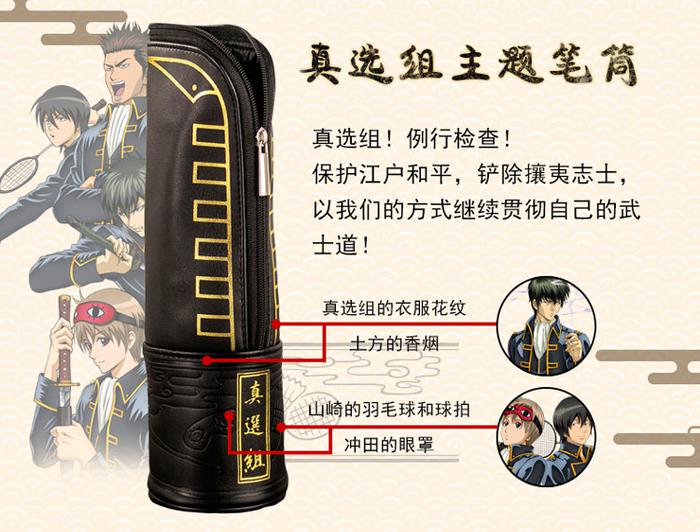 真选组主题笔筒
真选组！例行检查！
保护江户和平，铲除攘夷志士，
以我们的方式继续贯彻自己的武
士道！
真选组的衣服花纹
土方的香烟
山崎的羽毛球和球拍
冲田的眼罩
真選組